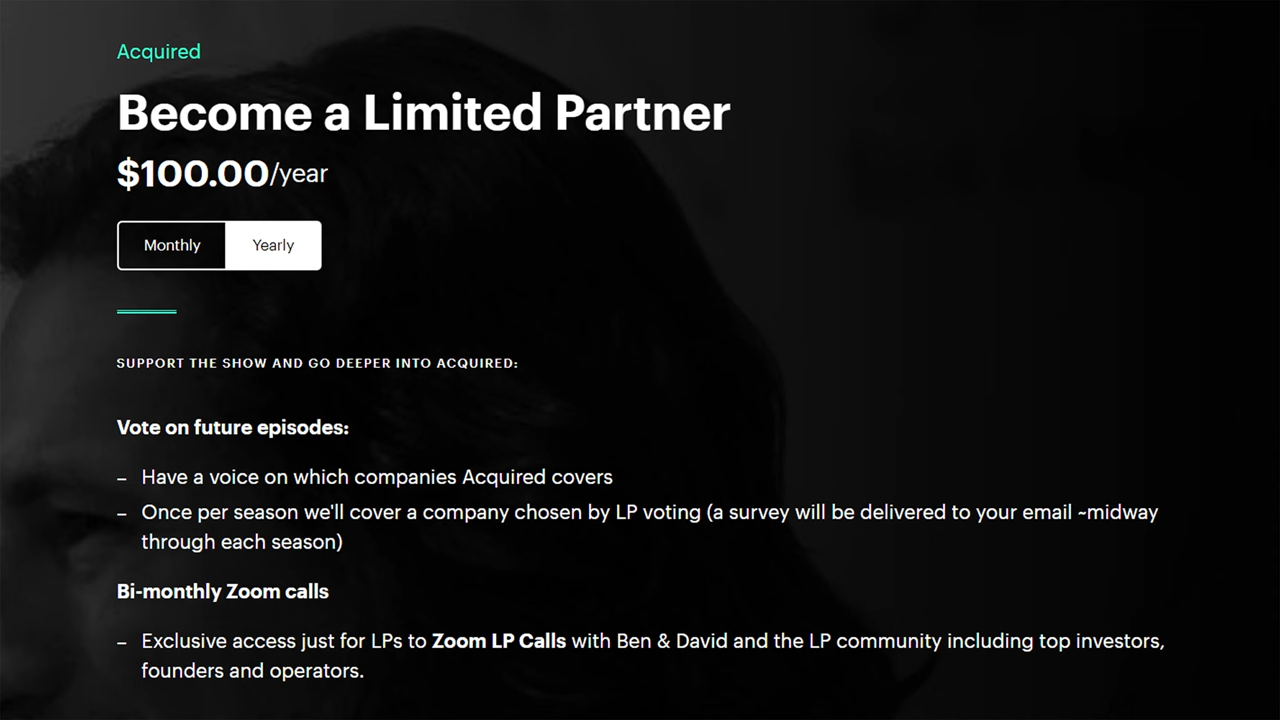 Acquired
Become a Limited Partner
$100.00/year
Monthly Yearly
SUPPORT THE SHOW AND GO DEEPER INTO ACQUIRED:
Vote on future episodes:
– Have a voice on which companies Acquired covers
– Once per season we'll cover a company chosen by LP voting (a survey will be delivered to your email ~midway
through each season)
Bi-monthly Zoom calls
– Exclusive access just for LPs to Zoom LP Calls with Ben & David and the LP community including top investors,
founders and operators.